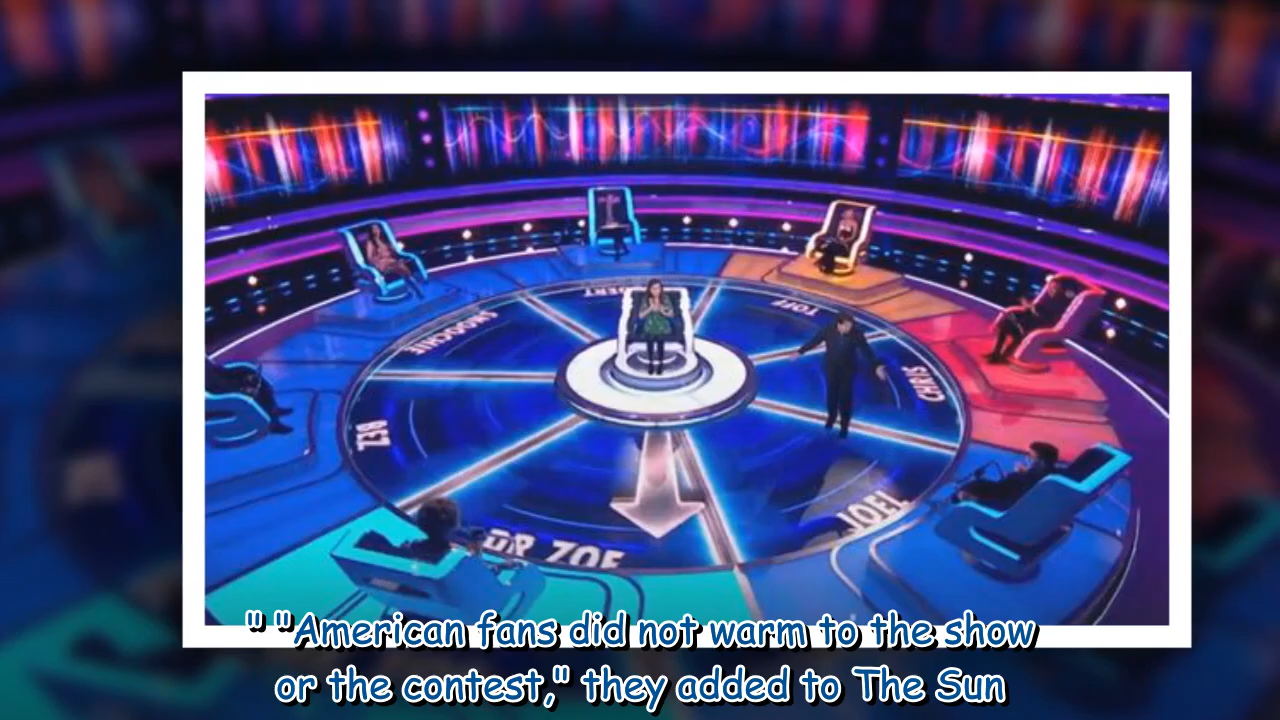 BERT
TOFF
SNOOCHIE
CHRIS
BEZ
JOEL
DR ZOE
" "American fans did not warm to the show
or the contest," they added to The Sun